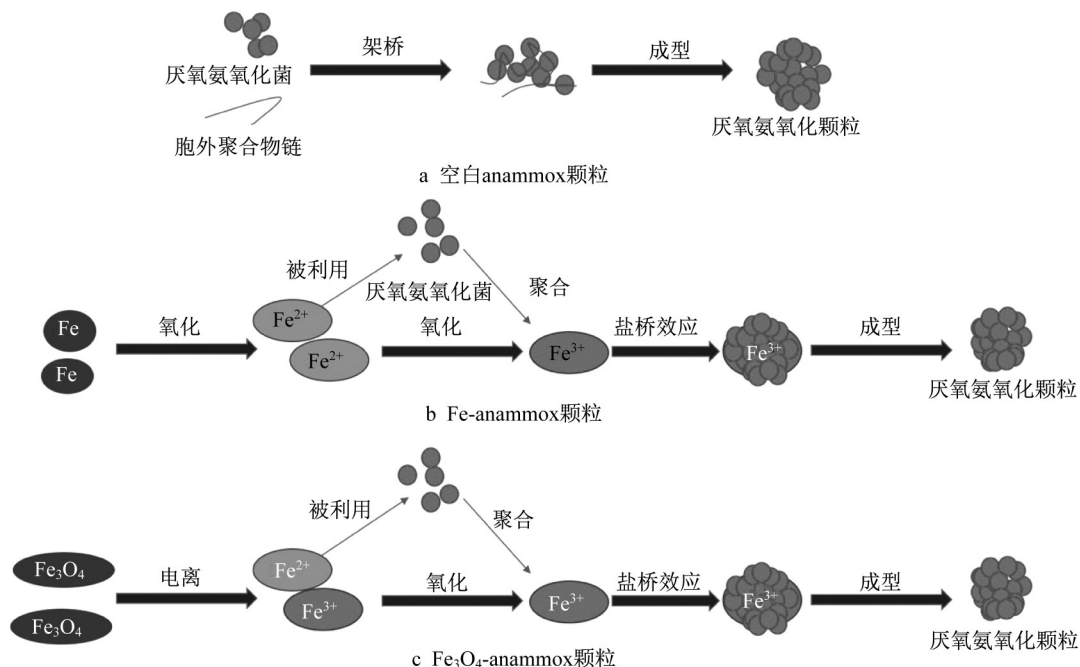 架桥
成型
厌氧氨氧化菌
胞外聚合物链
厌氧氨氧化颗粒
a 空白anammox颗粒
被利用
厌氧氨氧化菌
聚合
Fe
Fe
氧化
Fe²⁺
Fe²⁺
氧化
Fe³⁺
盐桥效应
Fe³⁺
成型
厌氧氨氧化颗粒
b Fe-anammox颗粒
被利用
聚合
Fe₃O₄
Fe₃O₄
电离
Fe²⁺
Fe³⁺
氧化
Fe³⁺
盐桥效应
Fe³⁺
成型
厌氧氨氧化颗粒
c Fe₃O₄-anammox颗粒